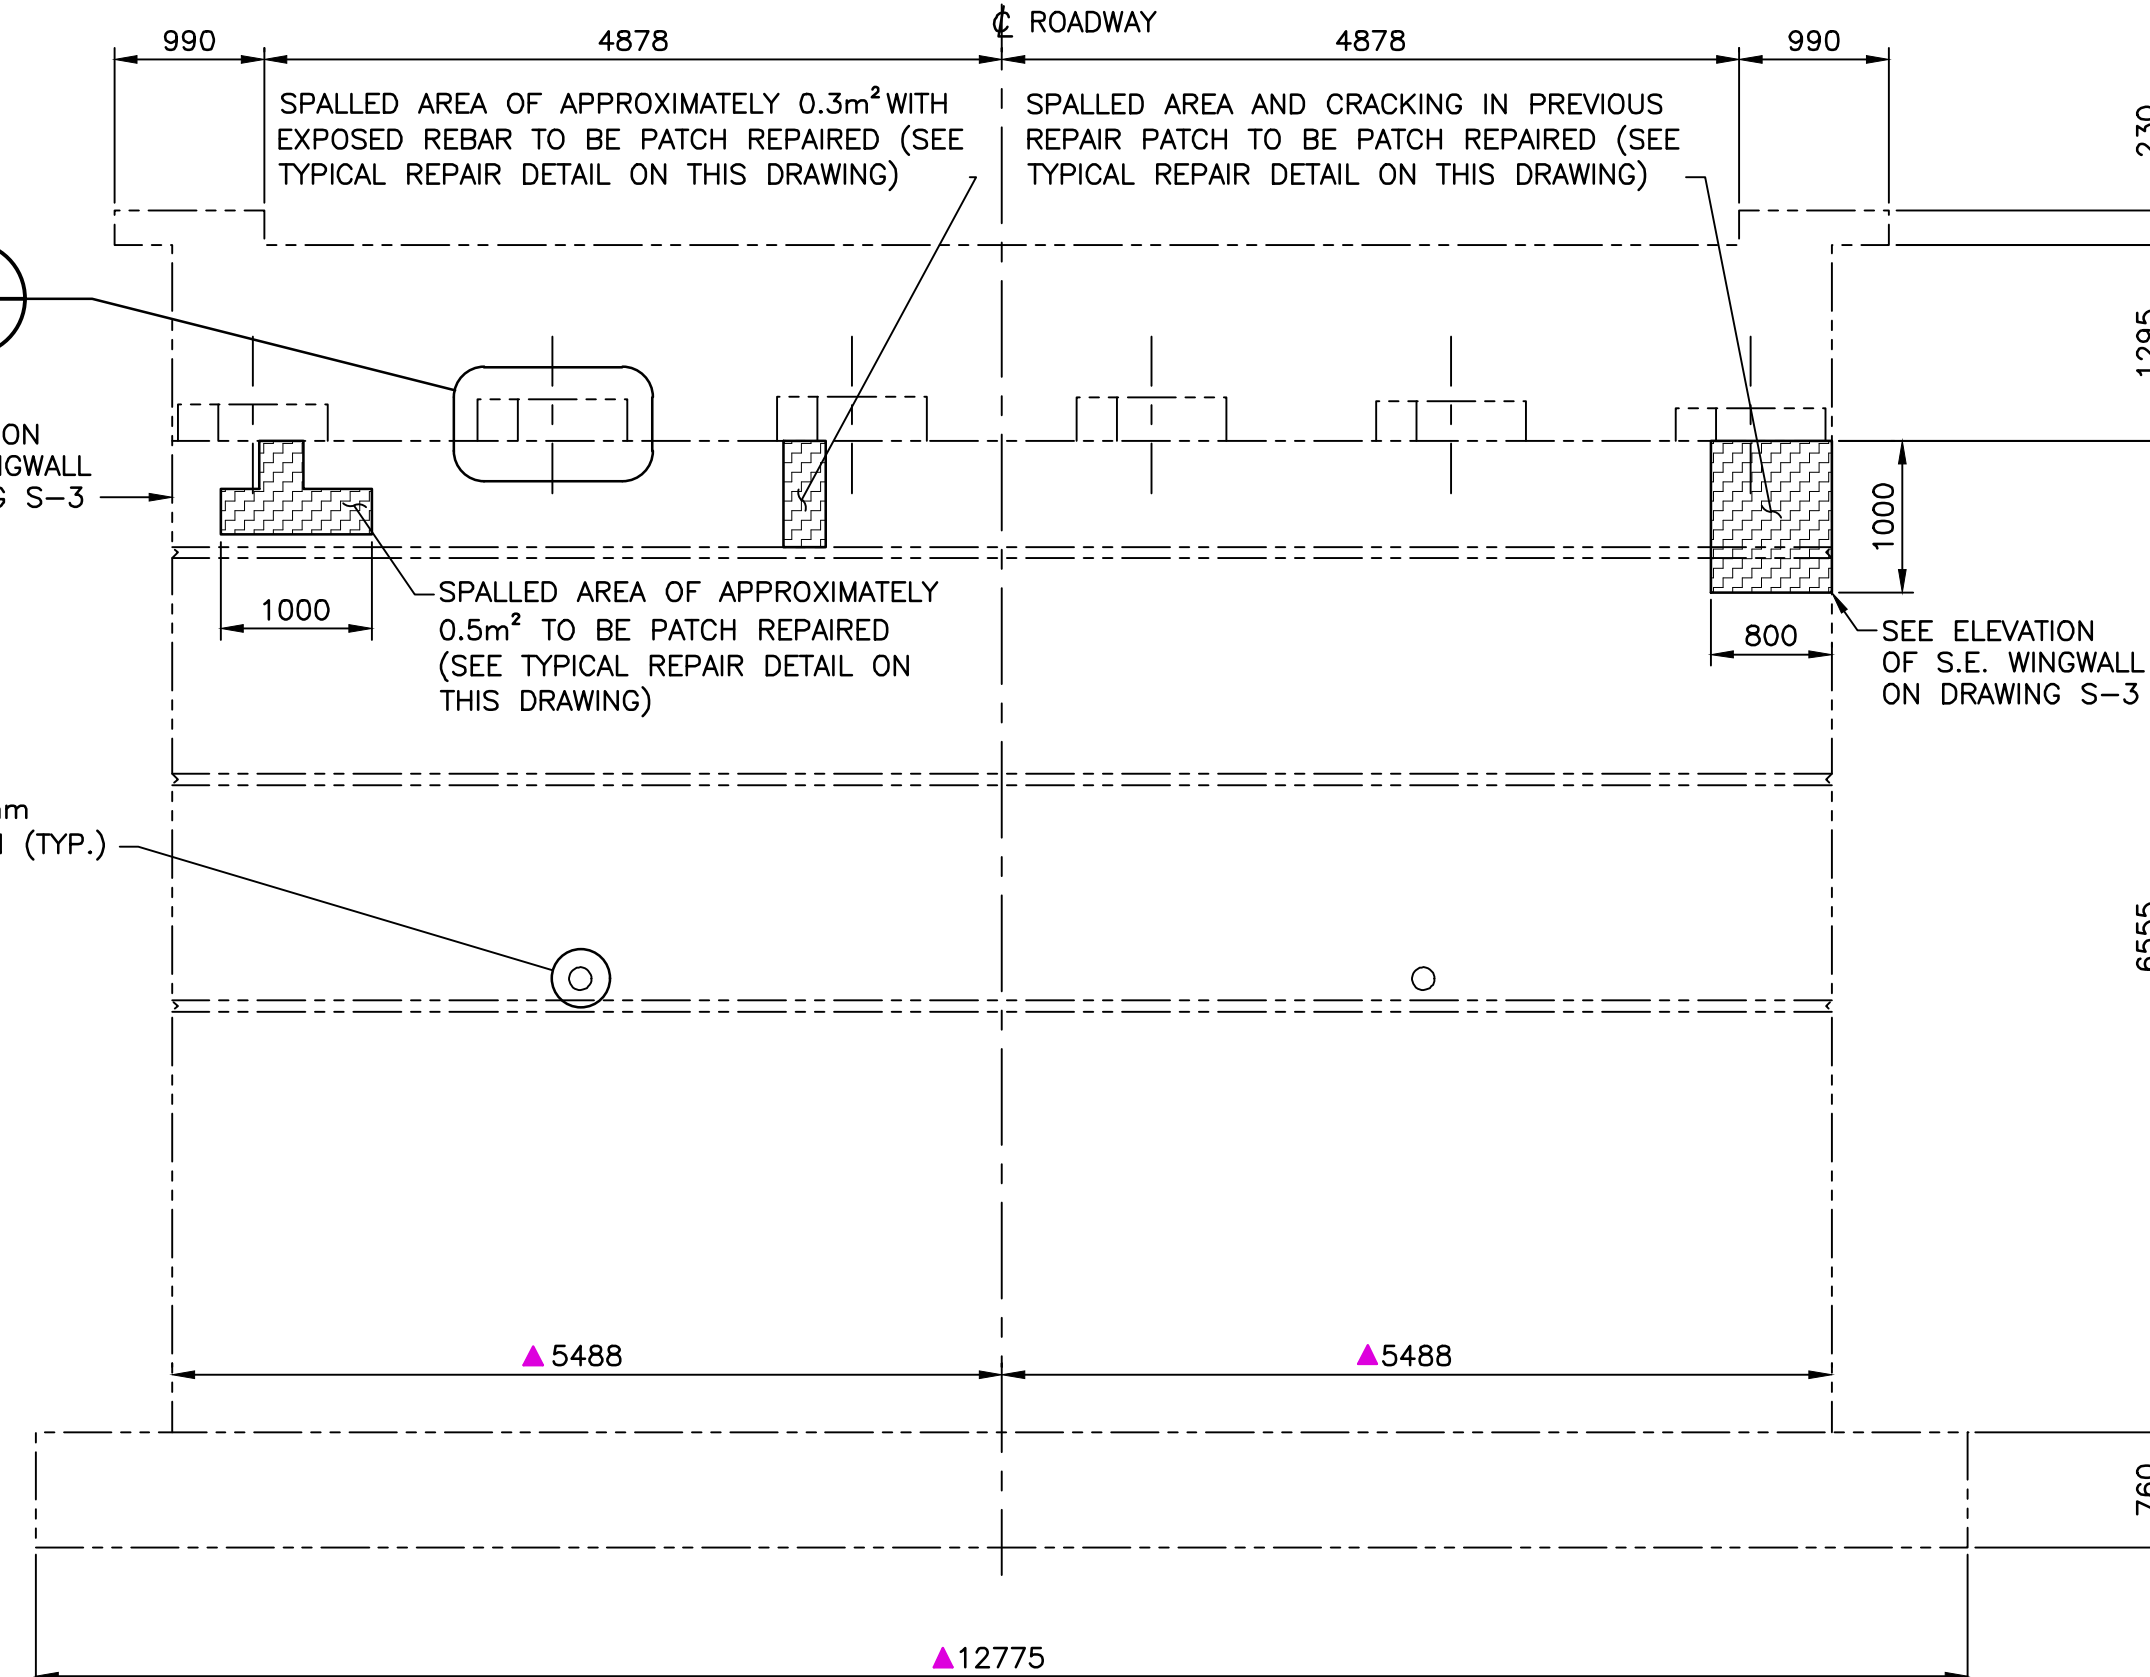 ℄ ROADWAY
990
4878
4878
990
SPALLED AREA OF APPROXIMATELY 0.3m² WITH
EXPOSED REBAR TO BE PATCH REPAIRED (SEE
TYPICAL REPAIR DETAIL ON THIS DRAWING)
SPALLED AREA AND CRACKING IN PREVIOUS
REPAIR PATCH TO BE PATCH REPAIRED (SEE
TYPICAL REPAIR DETAIL ON THIS DRAWING)
230
1295
ON
S-3
1000
1000
SPALLED AREA OF APPROXIMATELY
0.5m² TO BE PATCH REPAIRED
(SEE TYPICAL REPAIR DETAIL ON
THIS DRAWING)
800
SEE ELEVATION
OF S.E. WINGWALL
ON DRAWING S-3
(TYP.)
6555
5488
5488
760
12775